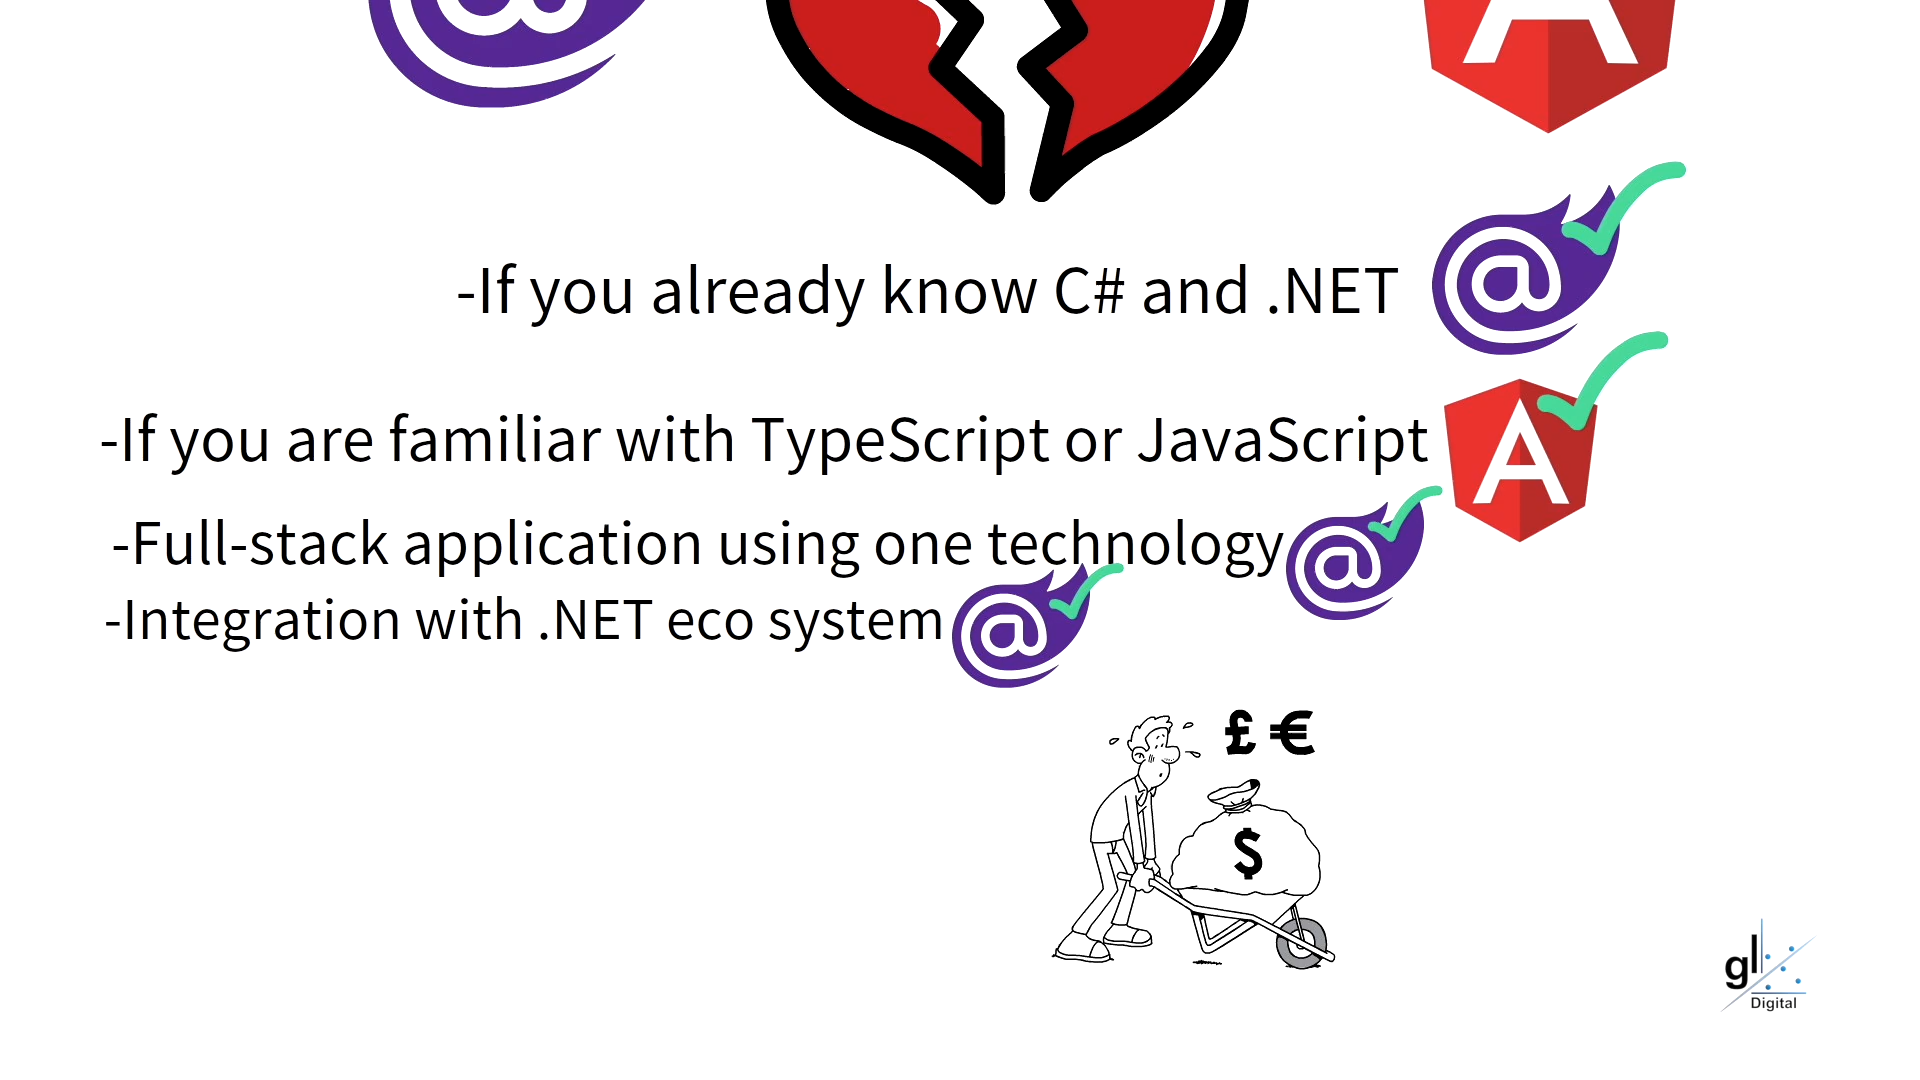 -If you already know C# and .NET
-If you are familiar with TypeScript or JavaScript
-Full-stack application using one technology
-Integration with .NET eco system
£ €
$
gl
Digital